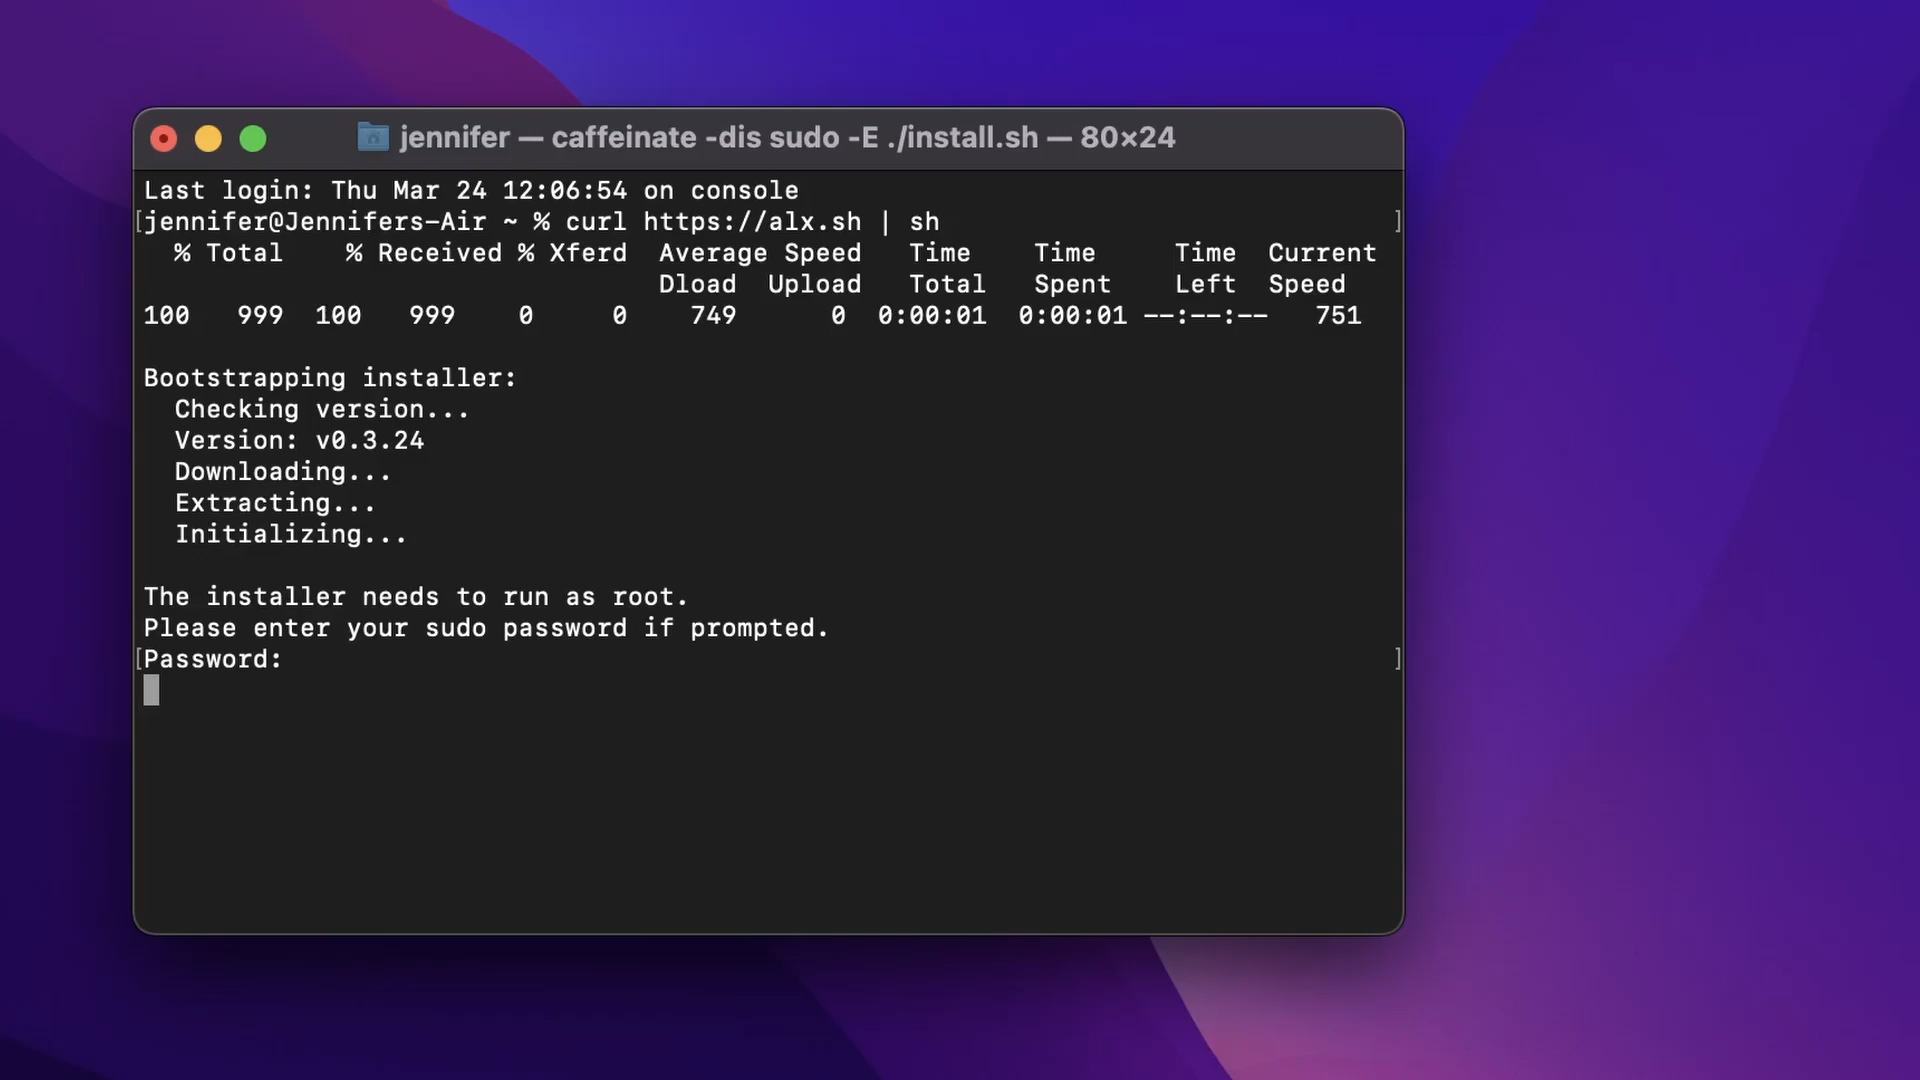 jennifer — caffeinate -dis sudo -E ./install.sh — 80×24
Last login: Thu Mar 24 12:06:54 on console
[jennifer@Jennifers-Air ~ % curl https://alx.sh | sh ]
% Total % Received % Xferd Average Speed Time Time Time Current
Dload Upload Total Spent Left Speed
100 999 100 999 0 0 749 0 0:00:01 0:00:01 --:--:-- 751
Bootstrapping installer:
Checking version...
Version: v0.3.24
Downloading...
Extracting...
Initializing...
The installer needs to run as root.
Please enter your sudo password if prompted.
[Password: ]